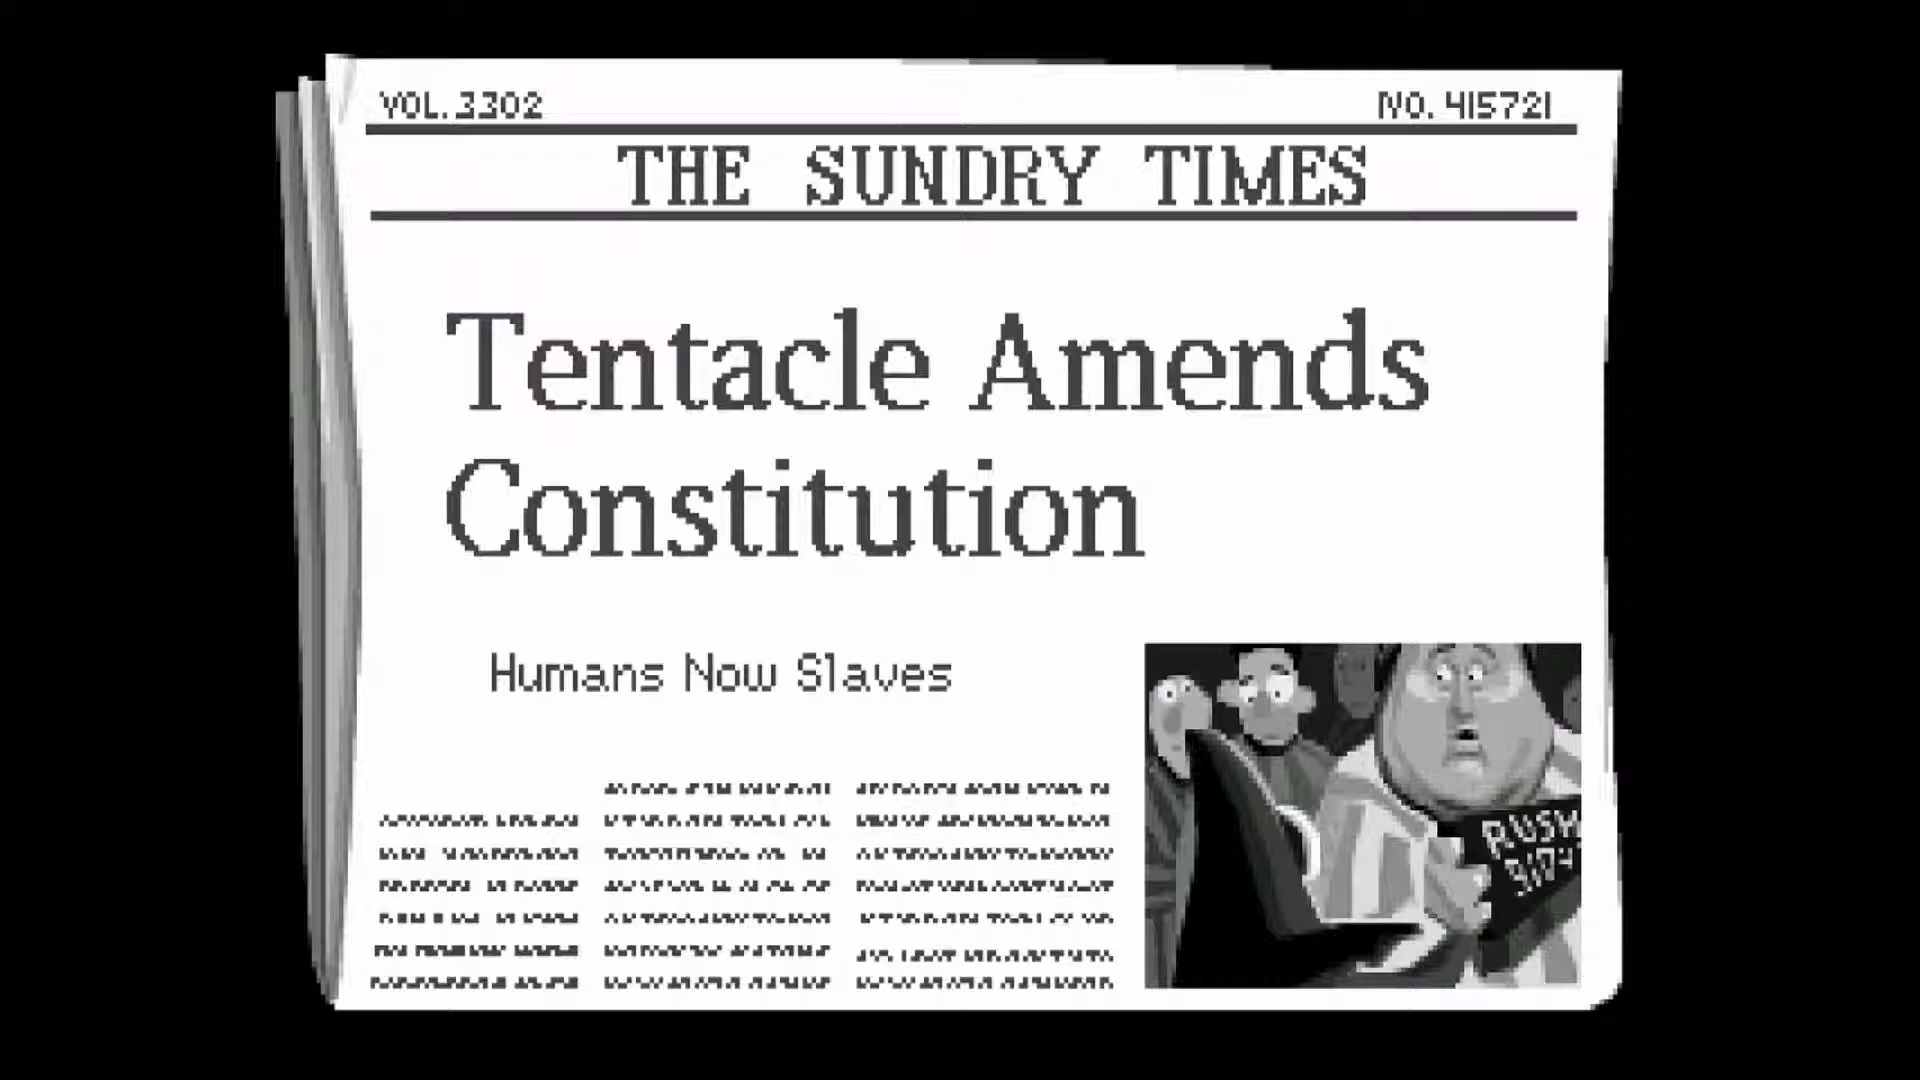 VOL. 3302
NO. 415721
THE SUNDRY TIMES
Tentacle Amends
Constitution
Humans Now Slaves
RUSH